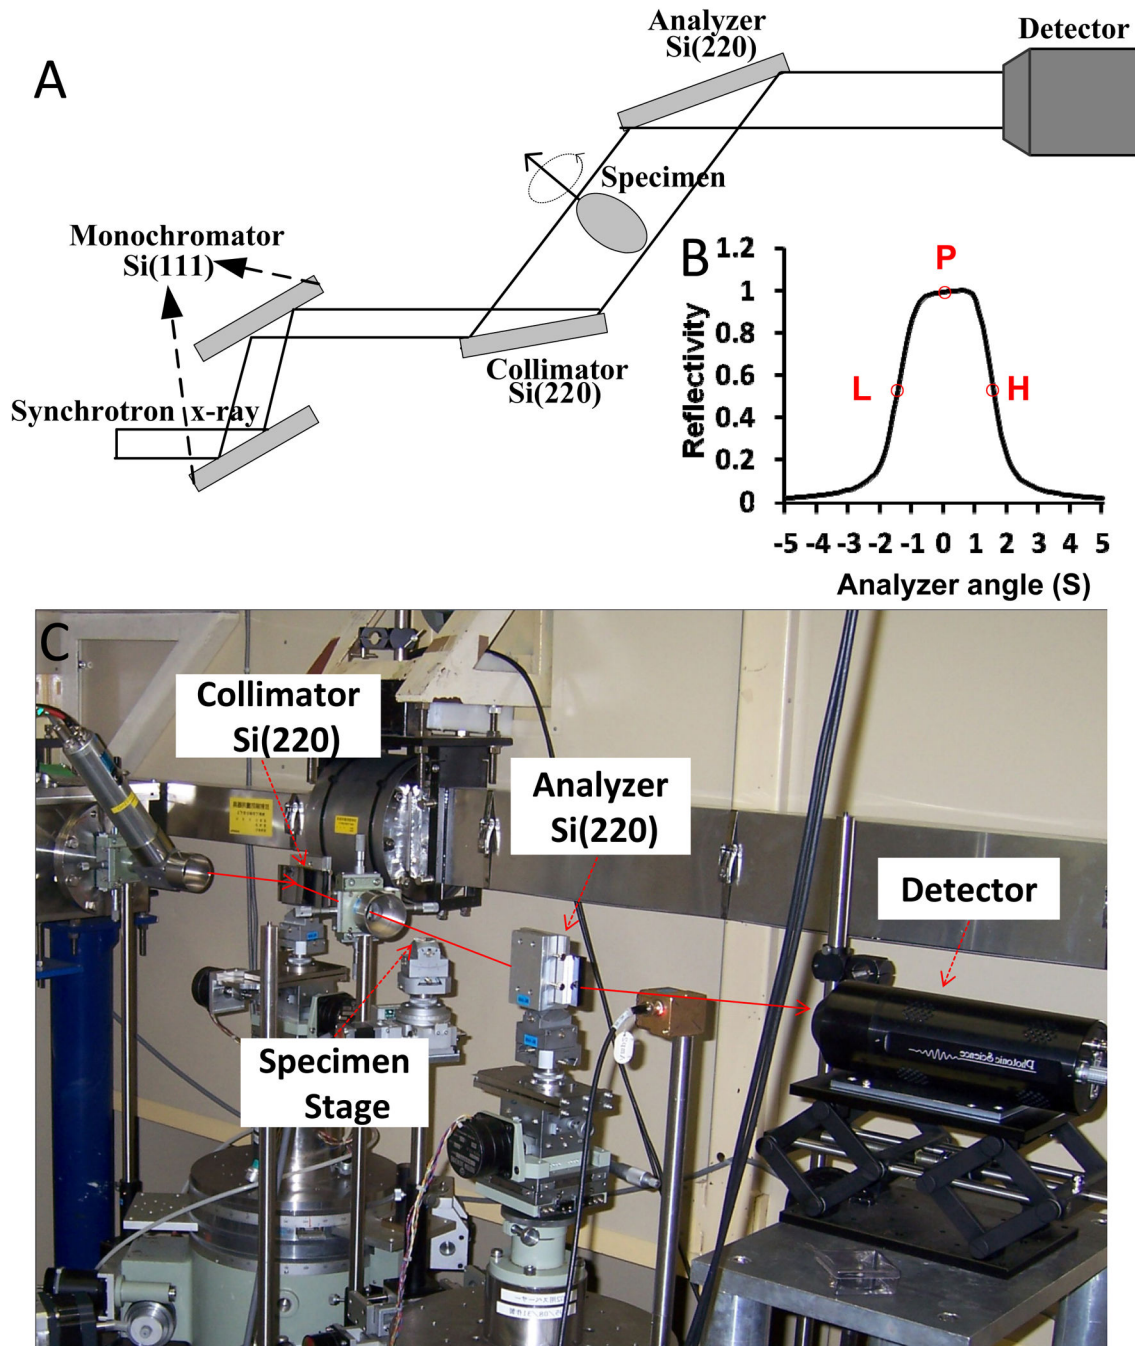 A
Analyzer
Si(220)
Detector
Specimen
Monochromator
Si(111)
Collimator
Si(220)
Synchrotron x-ray
B
P
L
H
Reflectivity
1.2
1
0.8
0.6
0.4
0.2
0
-5 -4 -3 -2 -1 0 1 2 3 4 5
Analyzer angle (S)
C
Collimator
Si(220)
Analyzer
Si(220)
Detector
Specimen
Stage
Photonic Science